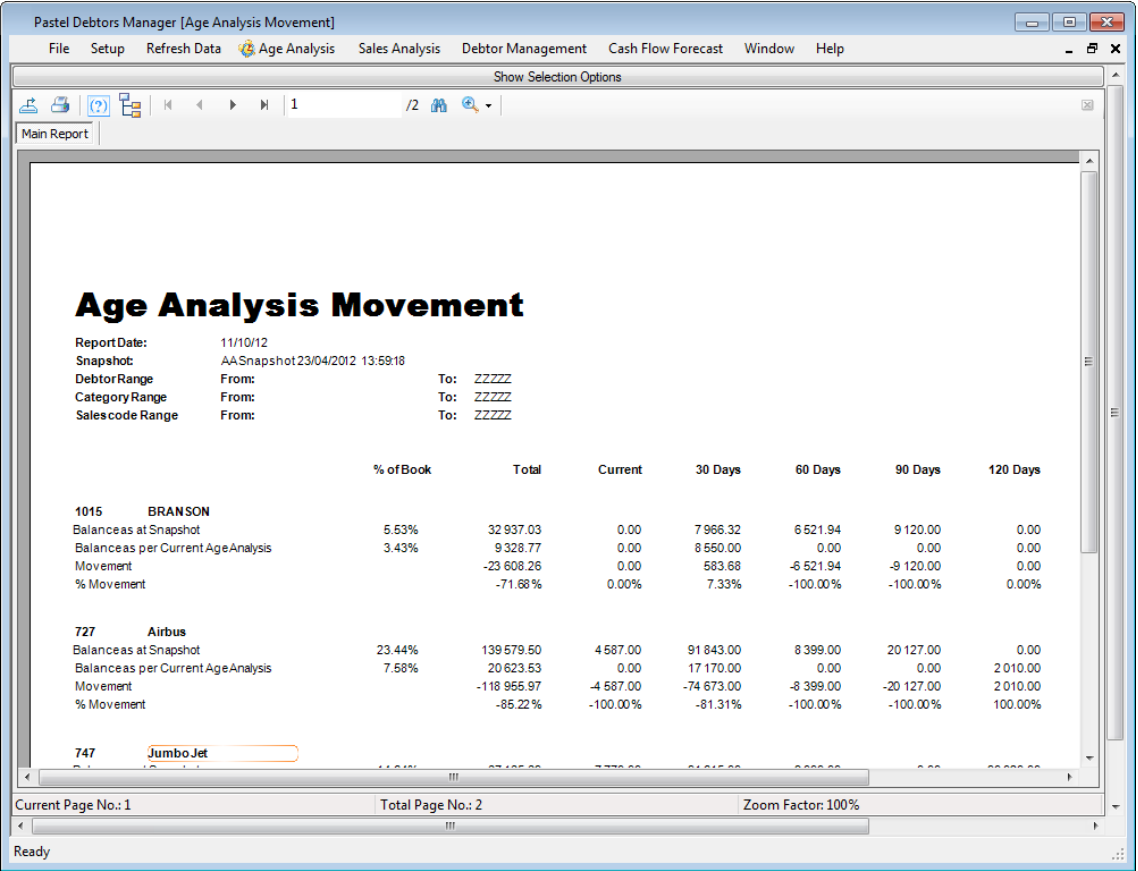 Pastel Debtors Manager [Age Analysis Movement]
File Setup Refresh Data Age Analysis Sales Analysis Debtor Management Cash Flow Forecast Window Help
Show Selection Options
1 /2
Main Report
Age Analysis Movement
Report Date: 11/10/12
Snapshot: AASnapshot 23/04/2012 13:59:18
Debtor Range From: To: ZZZZZ
Category Range From: To: ZZZZZ
Salescode Range From: To: ZZZZZ
% of Book Total Current 30 Days 60 Days 90 Days 120 Days
1015 BRANSON
Balance as at Snapshot 5.53% 32 937.03 0.00 7 966.32 6 521.94 9 120.00 0.00
Balance as per Current Age Analysis 3.43% 9 328.77 0.00 8 550.00 0.00 0.00 0.00
Movement -23 608.26 0.00 583.68 -6 521.94 -9 120.00 0.00
% Movement -71.68% 0.00% 7.33% -100.00% -100.00% 0.00%
727 Airbus
Balance as at Snapshot 23.44% 139 579.50 4 587.00 91 843.00 8 399.00 20 127.00 0.00
Balance as per Current Age Analysis 7.58% 20 623.53 0.00 17 170.00 0.00 0.00 2 010.00
Movement -118 955.97 -4 587.00 -74 673.00 -8 399.00 -20 127.00 2 010.00
% Movement -85.22% -100.00% -81.31% -100.00% -100.00% 100.00%
747 Jumbo Jet
Current Page No.: 1 Total Page No.: 2 Zoom Factor: 100%
Ready